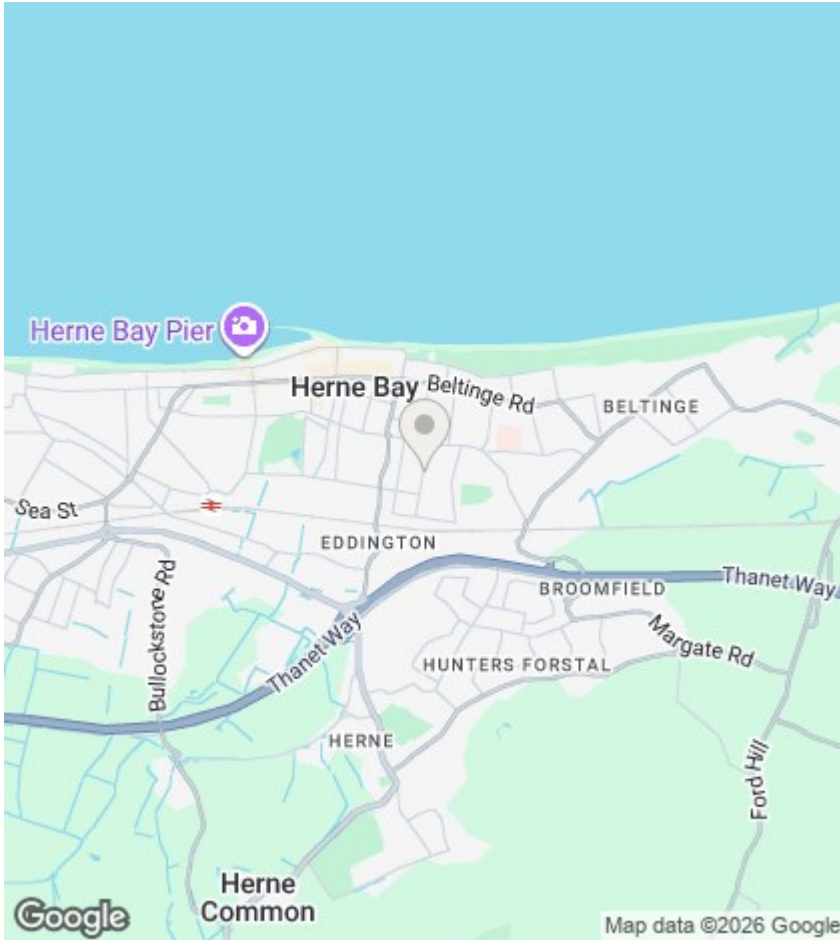 Herne Bay Pier
Herne Bay
Beltinge Rd
BELTINGE
Sea St
EDDINGTON
Bullockstone Rd
Thanet Way
BROOMFIELD
Thanet Way
Margate Rd
HUNTERS FORSTAL
HERNE
Ford Hill
Herne
Common
Google
Map data ©2026 Google